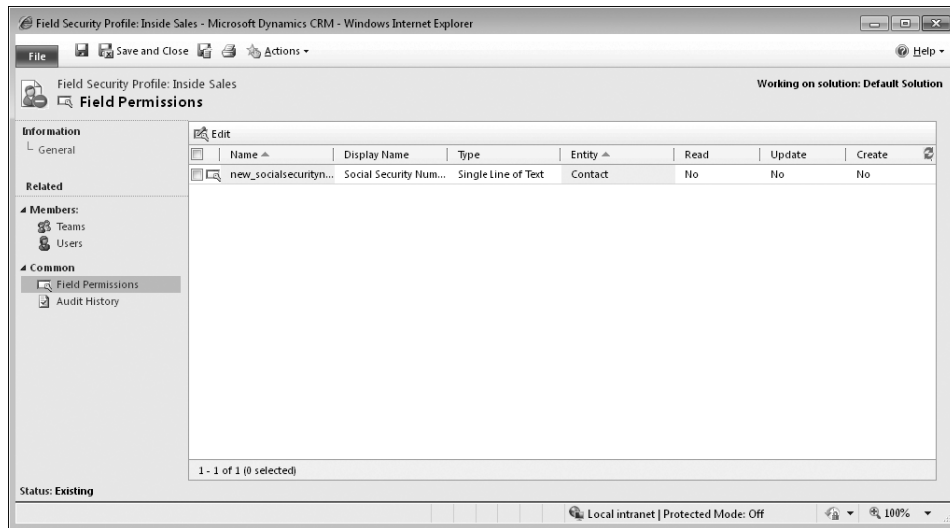 Field Security Profile: Inside Sales - Microsoft Dynamics CRM - Windows Internet Explorer
File Save and Close Actions Help
Field Security Profile: Inside Sales Working on solution: Default Solution
Field Permissions
Information
General
Related
Members:
Teams
Users
Common
Field Permissions
Audit History
Edit
Name Display Name Type Entity Read Update Create
new_socialsecurityn... Social Security Num... Single Line of Text Contact No No No
1 - 1 of 1 (0 selected)
Status: Existing
Local intranet | Protected Mode: Off 100%